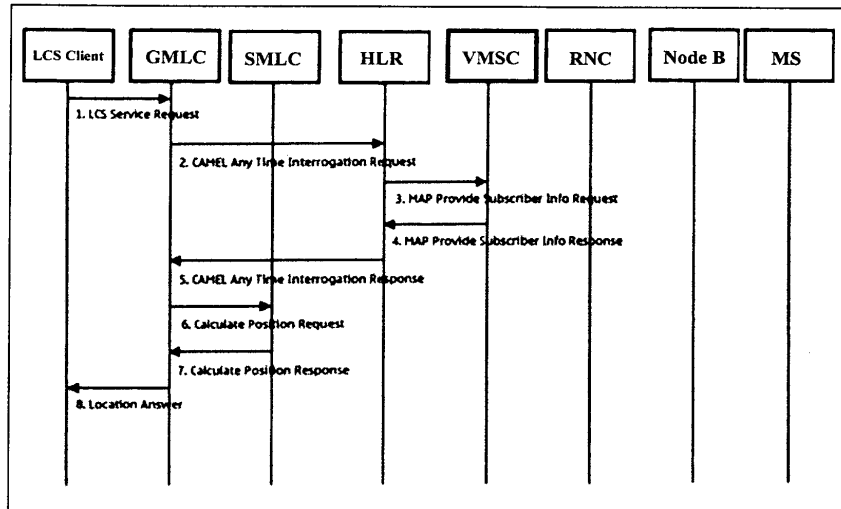 LCS Client
GMLC
SMLC
HLR
VMSC
RNC
Node B
MS
1. LCS Service Request
2. CAMEL Any Time Interrogation Request
3. MAP Provide Subscriber Info Request
4. MAP Provide Subscriber Info Response
5. CAMEL Any Time Interrogation Response
6. Calculate Position Request
7. Calculate Position Response
8. Location Answer